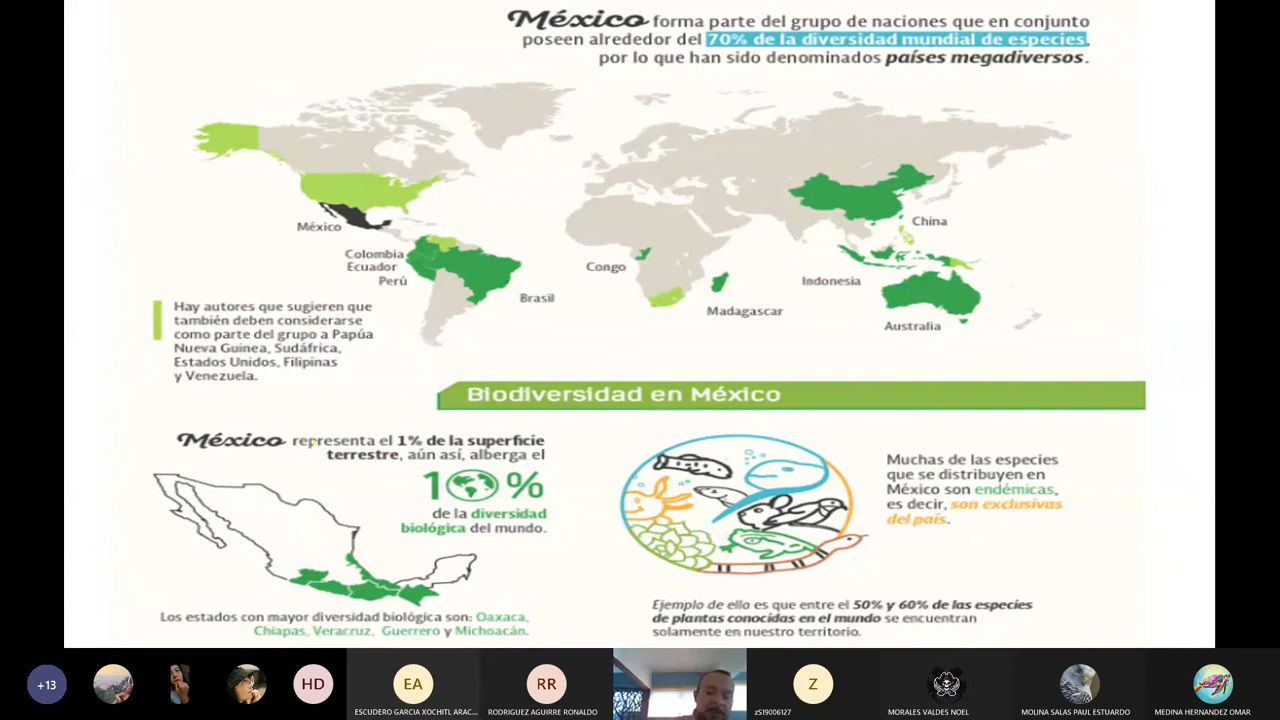 México forma parte del grupo de naciones que en conjunto
poseen alrededor del 70% de la diversidad mundial de especies,
por lo que han sido denominados países megadiversos.
México
Colombia
Ecuador
Perú
Brasil
Congo
Madagascar
China
Indonesia
Australia
Hay autores que sugieren que
también deben considerarse
como parte del grupo a Papúa
Nueva Guinea, Sudáfrica,
Estados Unidos, Filipinas
y Venezuela.
Biodiversidad en México
México representa el 1% de la superficie
terrestre, aún así, alberga el
10%
de la diversidad
biológica del mundo.
Los estados con mayor diversidad biológica son: Oaxaca,
Chiapas, Veracruz, Guerrero y Michoacán.
Muchas de las especies
que se distribuyen en
México son endémicas,
es decir, son exclusivas
del país.
Ejemplo de ello es que entre el 50% y 60% de las especies
de plantas conocidas en el mundo se encuentran
solamente en nuestro territorio.
+13
HD
EA
ESCUDERO GARCIA XOCHITL ARAC...
RR
RODRIGUEZ AGUIRRE RONALDO
Z
zS19006127
MORALES VALDES NOEL
MOLINA SALAS PAUL ESTUARDO
MEDINA HERNANDEZ OMAR